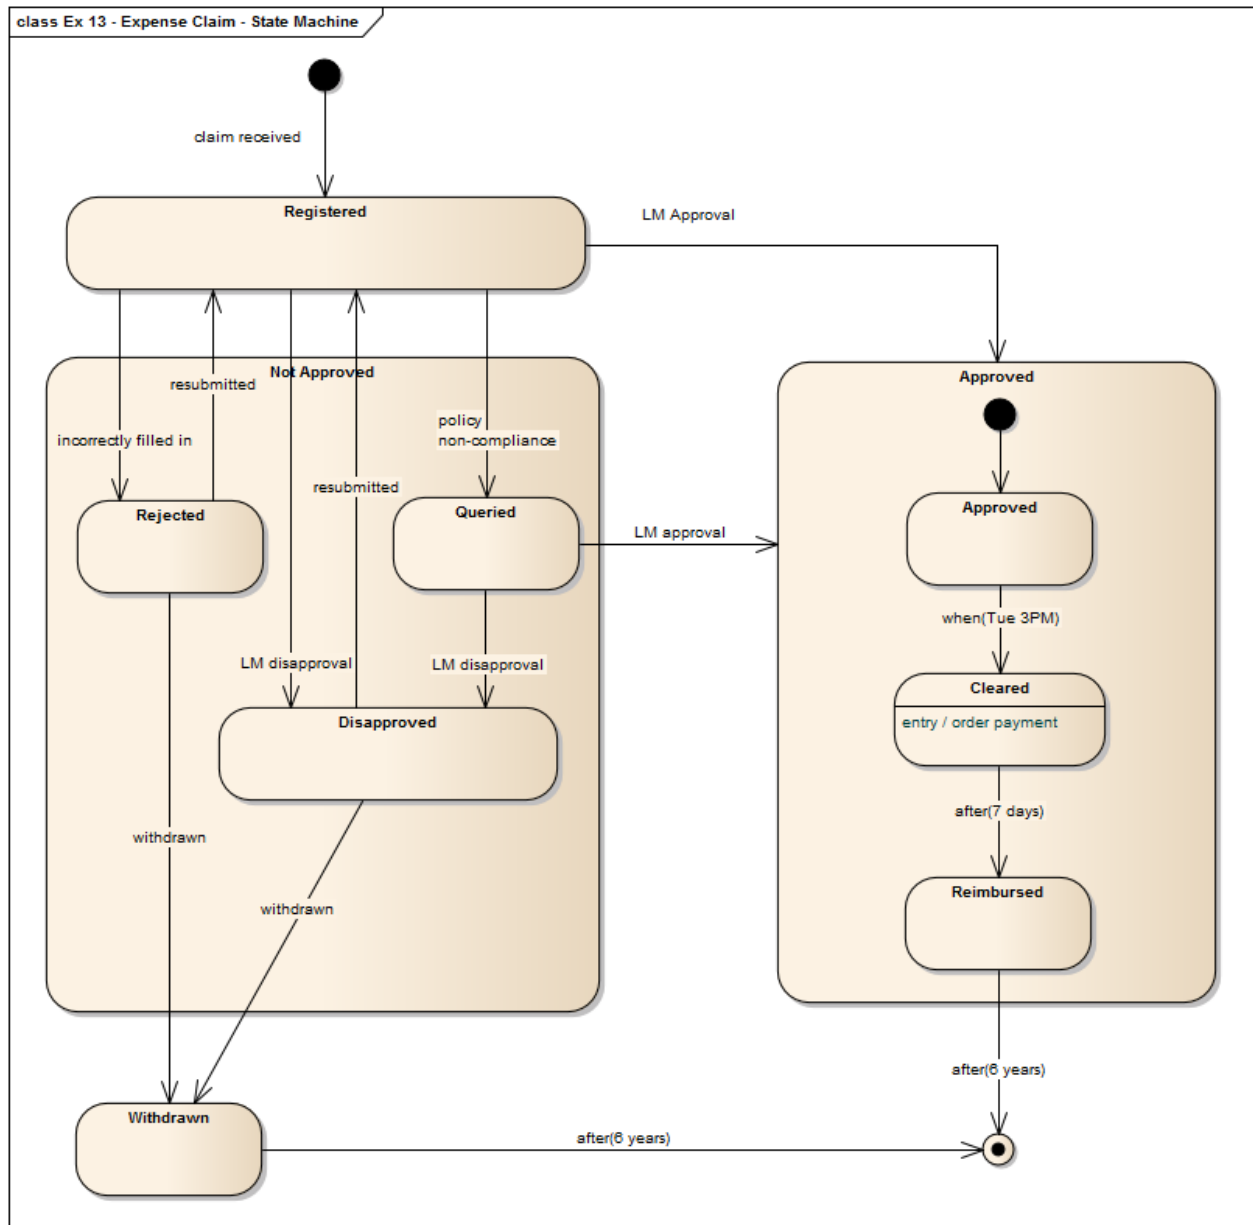 class Ex 13 - Expense Claim - State Machine
claim received
Registered
LM Approval
Not Approved
resubmitted
Approved
policy
non-compliance
incorrectly filled in
resubmitted
Rejected
Queried
Approved
LM approval
when(Tue 3PM)
LM disapproval
LM disapproval
Cleared
entry / order payment
Disapproved
after(7 days)
withdrawn
Reimbursed
withdrawn
after(6 years)
Withdrawn
after(6 years)